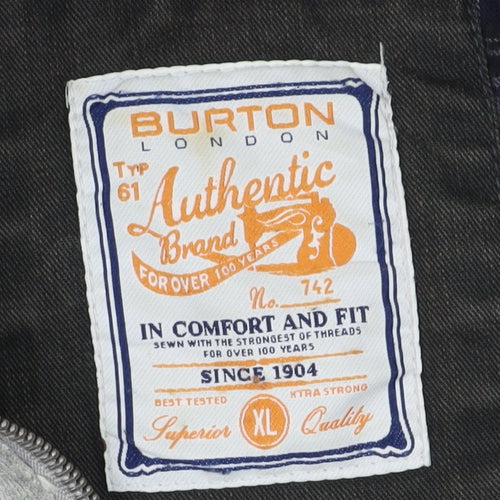 BURTON
LONDON
Typ
61
Authentic
Brand
FOR OVER 100 YEARS
No. 742
IN COMFORT AND FIT
SEWN WITH THE STRONGEST OF THREADS
FOR OVER 100 YEARS
SINCE 1904
BEST TESTED XTRA STRONG
Superior XL Quality